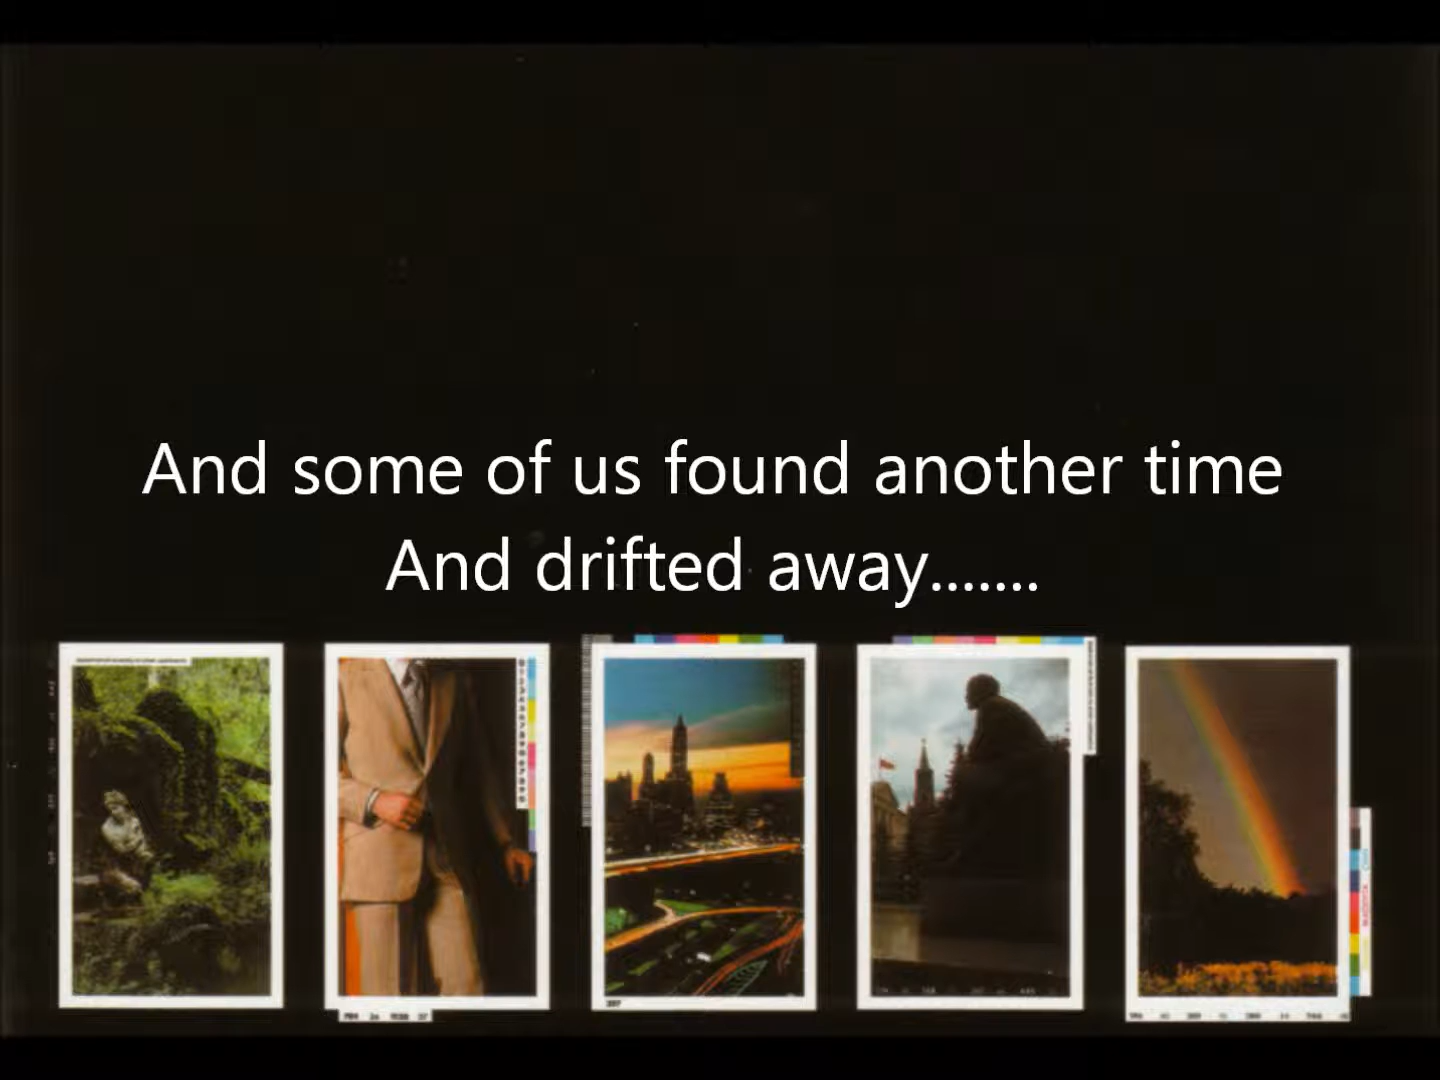 And some of us found another time
And drifted away.......